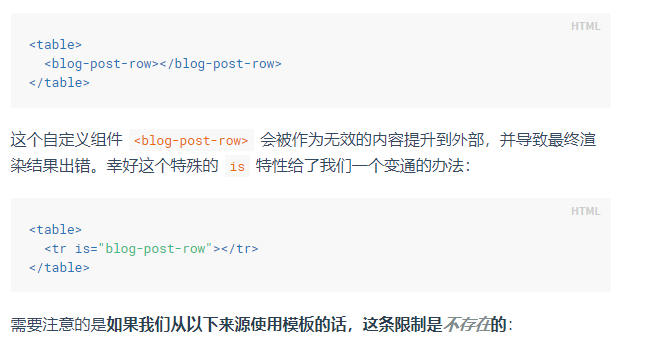 HTML
<table>
  <blog-post-row></blog-post-row>
</table>
这个自定义组件 <blog-post-row> 会被作为无效的内容提升到外部，并导致最终渲
染结果出错。幸好这个特殊的 is 特性给了我们一个变通的办法：
HTML
<table>
  <tr is="blog-post-row"></tr>
</table>
需要注意的是如果我们从以下来源使用模板的话，这条限制是不存在的：